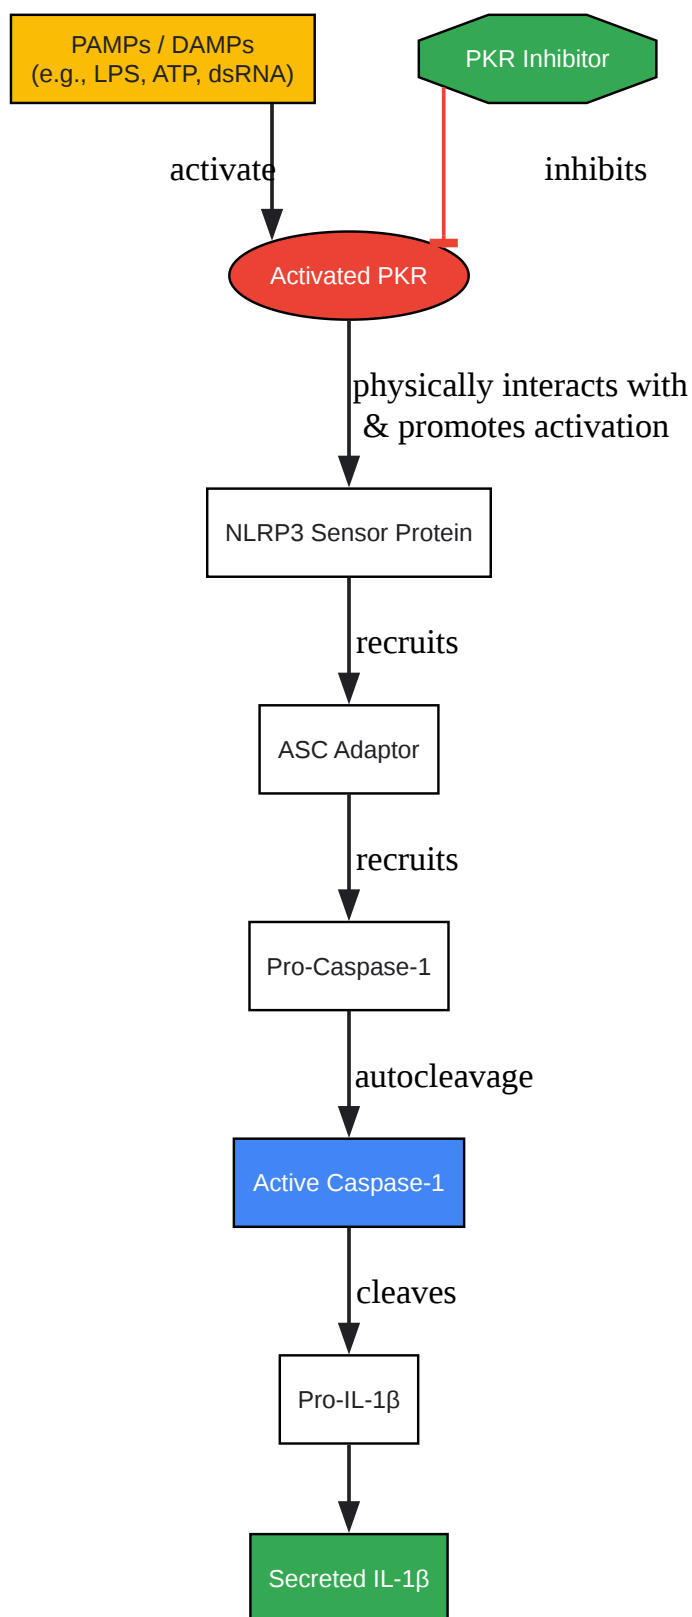 PAMPs / DAMPs
(e.g., LPS, ATP, dsRNA)
PKR Inhibitor
activate
inhibits
Activated PKR
physically interacts with
& promotes activation
NLRP3 Sensor Protein
recruits
ASC Adaptor
recruits
Pro-Caspase-1
autocleavage
Active Caspase-1
cleaves
Pro-IL-1β
Secreted IL-1β